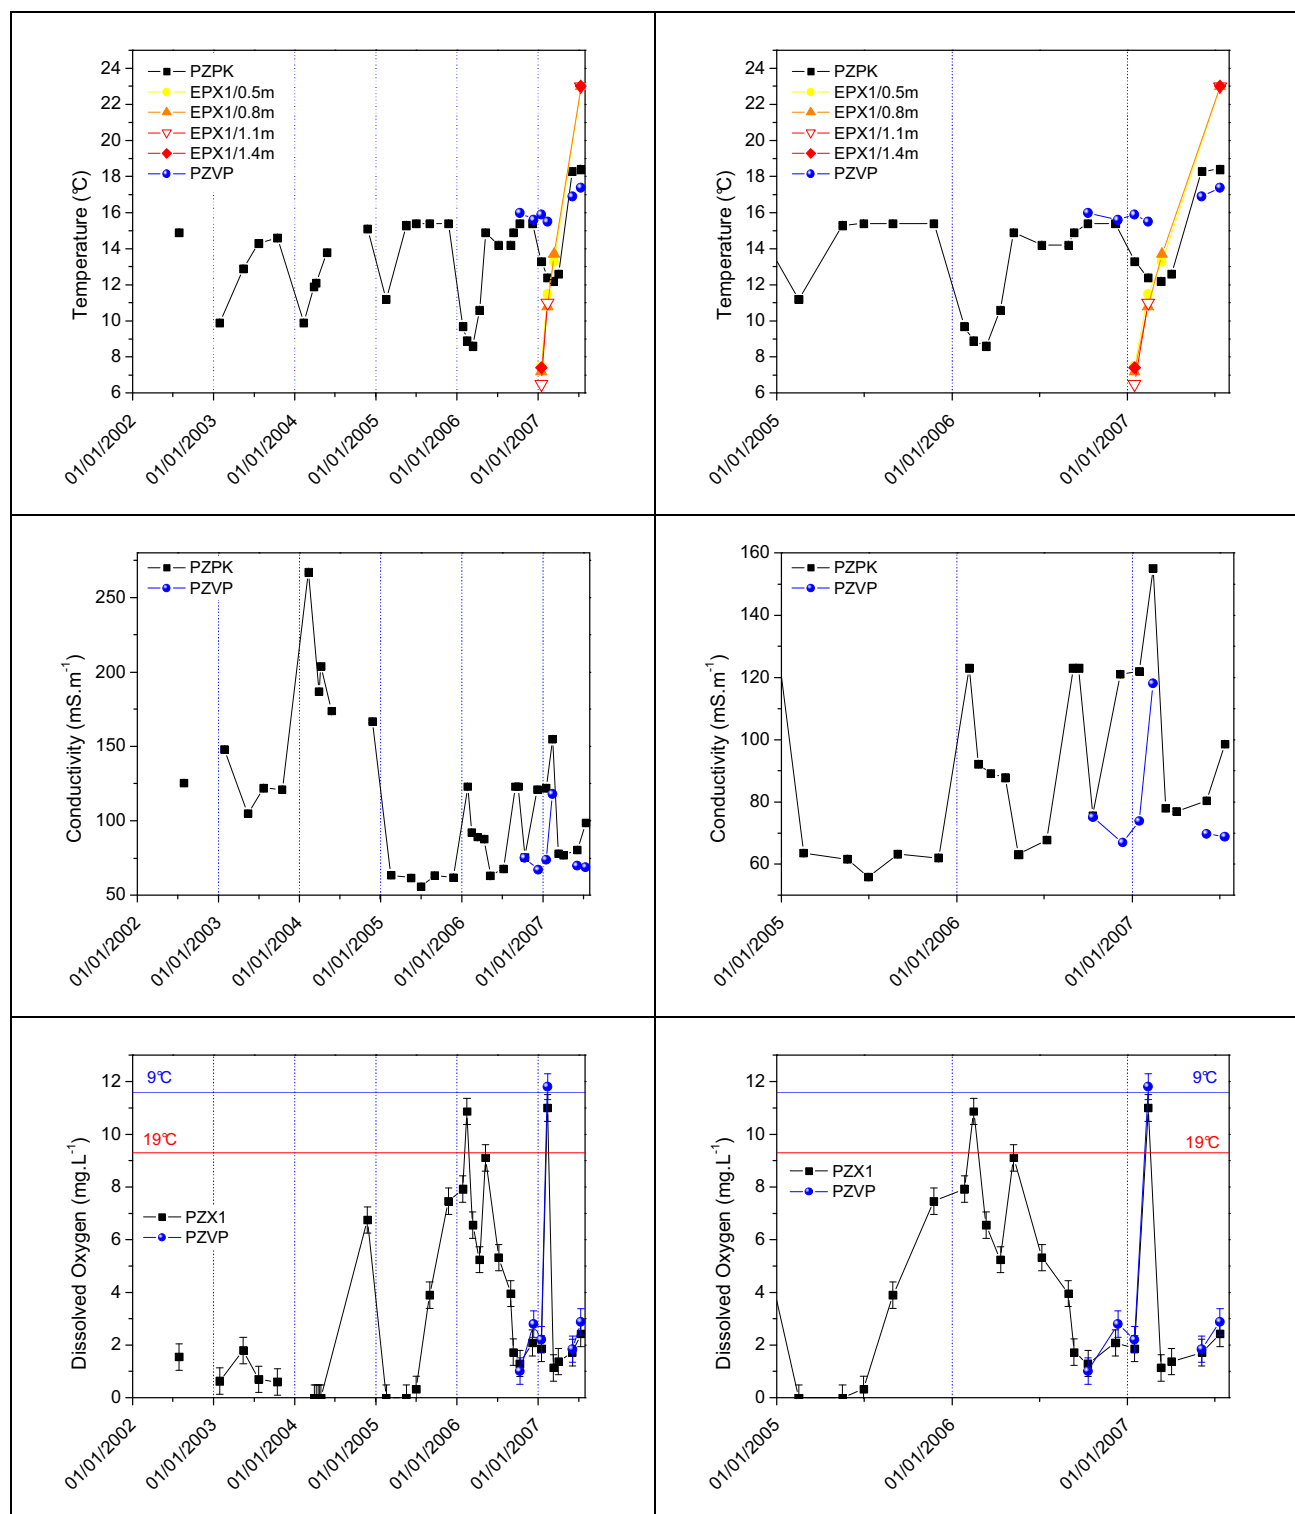 24
22
20
18
16
14
12
10
8
6
Temperature (°C)
PZPK
EPX1/0.5m
EPX1/0.8m
EPX1/1.1m
EPX1/1.4m
PZVP
01/01/2002
01/01/2003
01/01/2004
01/01/2005
01/01/2006
01/01/2007
24
22
20
18
16
14
12
10
8
6
Temperature (°C)
PZPK
EPX1/0.5m
EPX1/0.8m
EPX1/1.1m
EPX1/1.4m
PZVP
01/01/2005
01/01/2006
01/01/2007
250
200
150
100
50
Conductivity (mS.m⁻¹)
PZPK
PZVP
01/01/2002
01/01/2003
01/01/2004
01/01/2005
01/01/2006
01/01/2007
160
140
120
100
80
60
Conductivity (mS.m⁻¹)
PZPK
PZVP
01/01/2005
01/01/2006
01/01/2007
12
10
8
6
4
2
0
Dissolved Oxygen (mg.L⁻¹)
9°C
19°C
PZX1
PZVP
01/01/2002
01/01/2003
01/01/2004
01/01/2005
01/01/2006
01/01/2007
12
10
8
6
4
2
0
Dissolved Oxygen (mg.L⁻¹)
9°C
19°C
PZX1
PZVP
01/01/2005
01/01/2006
01/01/2007